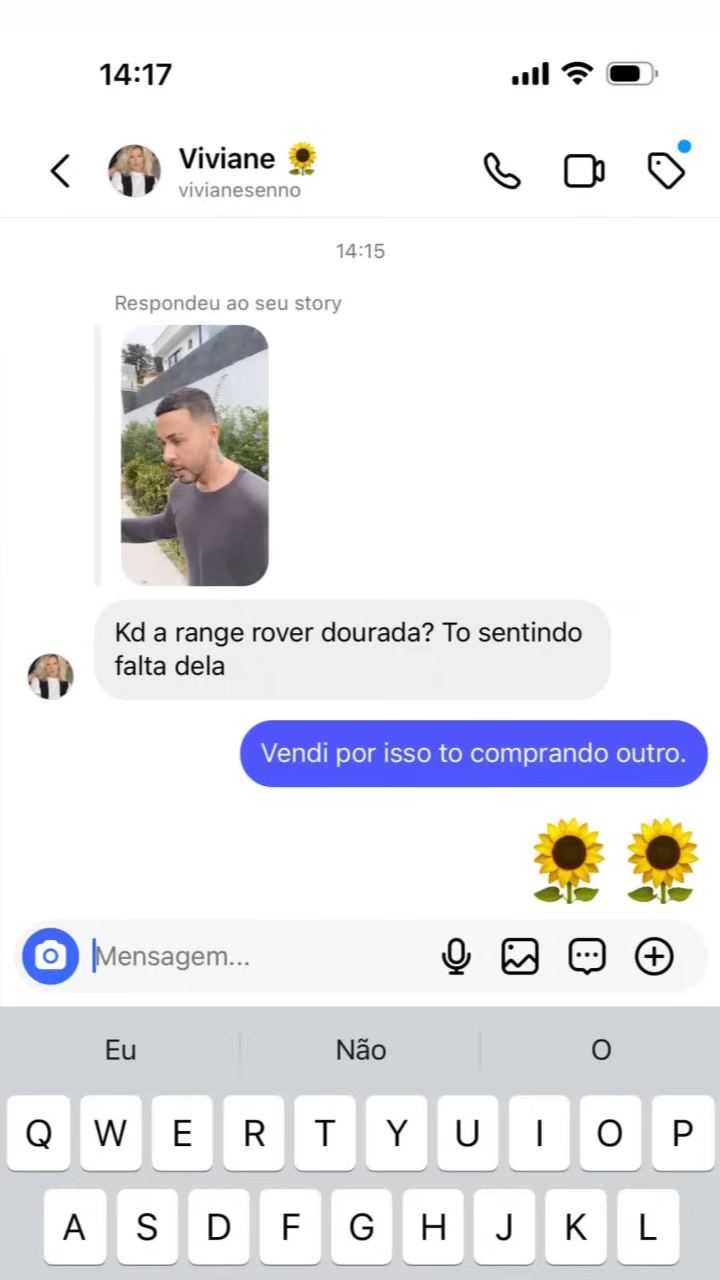 14:17
Viviane 🌻
vivianesenno
14:15
Respondeu ao seu story
Kd a range rover dourada? To sentindo
falta dela
Vendi por isso to comprando outro.
🌻 🌻
Mensagem...
Eu Não O
Q W E R T Y U I O P
A S D F G H J K L